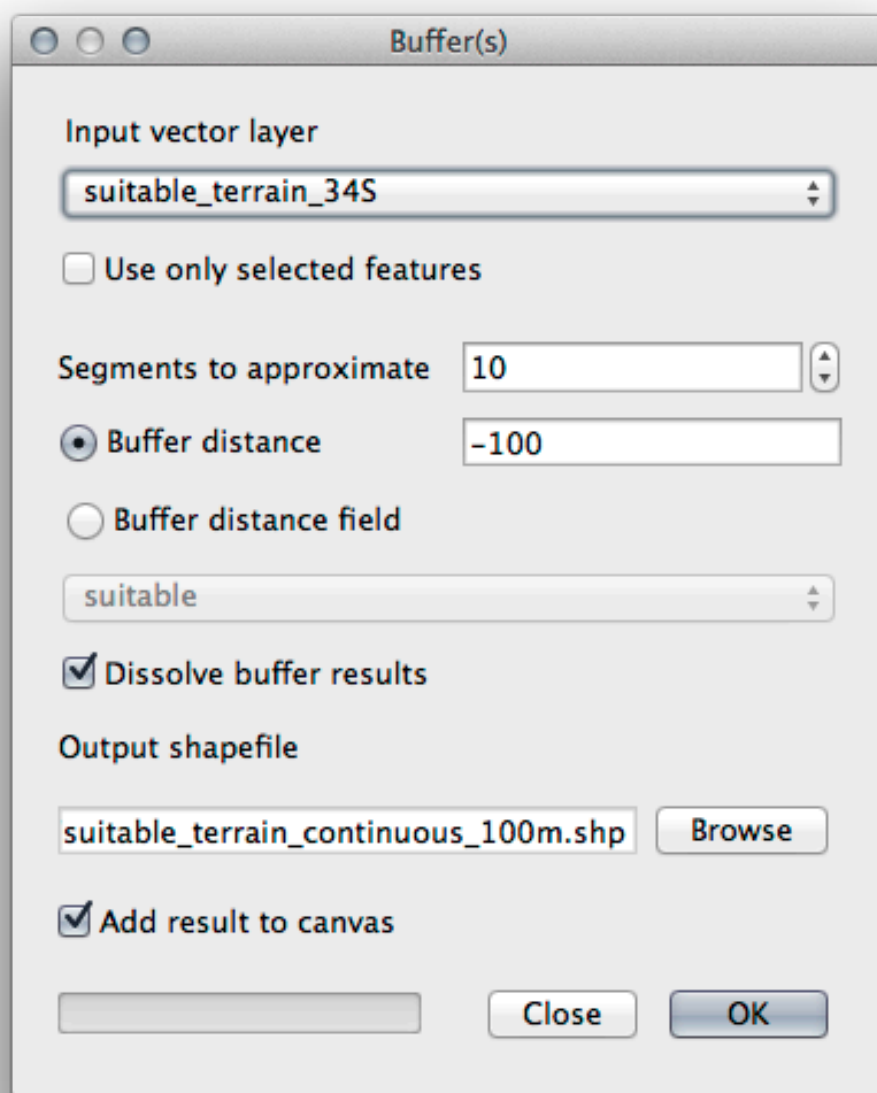 Buffer(s)
Input vector layer
suitable_terrain_34S
Use only selected features
Segments to approximate 10
Buffer distance -100
Buffer distance field
suitable
Dissolve buffer results
Output shapefile
suitable_terrain_continuous_100m.shp Browse
Add result to canvas
Close OK